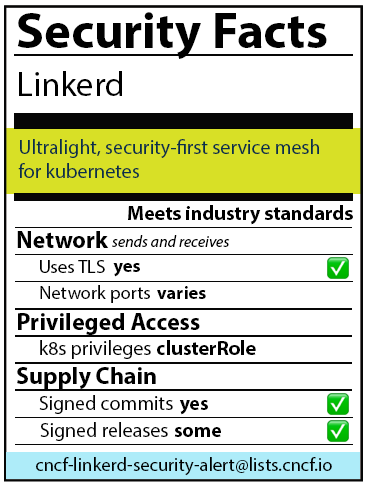 Security Facts
Linkerd
Ultralight, security-first service mesh
for kubernetes
Meets industry standards
Network sends and receives
Uses TLS yes
Network ports varies
Privileged Access
k8s privileges clusterRole
Supply Chain
Signed commits yes
Signed releases some
cncf-linkerd-security-alert@lists.cncf.io